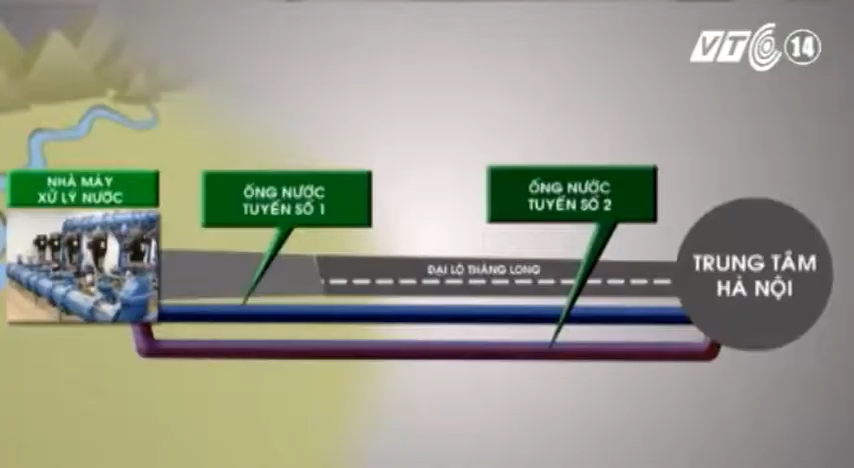 VTC 14
NHÀ MÁY
XỬ LÝ NƯỚC
ỐNG NƯỚC
TUYẾN SỐ 1
ỐNG NƯỚC
TUYẾN SỐ 2
ĐẠI LỘ THĂNG LONG
TRUNG TÂM
HÀ NỘI